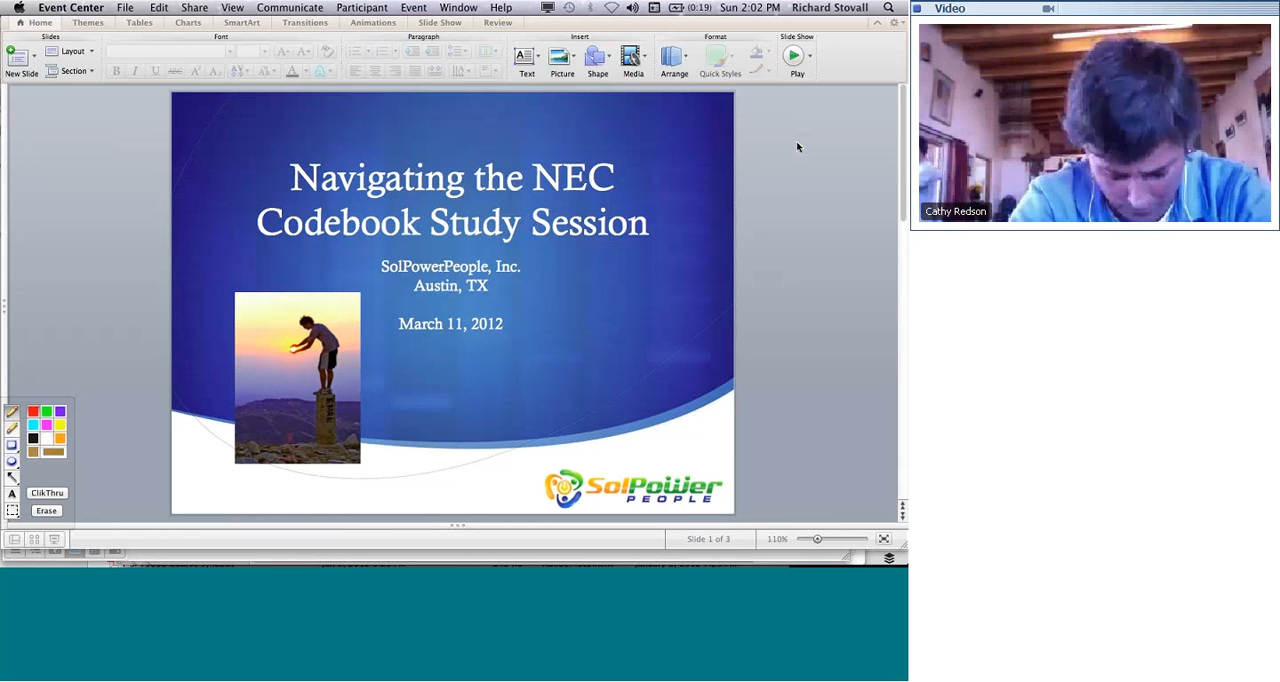 Event Center File Edit Share View Communicate Participant Event Window Help (0:19) Sun 2:02 PM Richard Stovall
Home Themes Tables Charts SmartArt Transitions Animations Slide Show Review
Slides Font Paragraph Insert Format Slide Show
New Slide Layout Section B I U ABC A A Text Picture Shape Media Arrange Quick Styles Play
Navigating the NEC
Codebook Study Session
SolPowerPeople, Inc.
Austin, TX
March 11, 2012
SolPower
PEOPLE
A
ClikThru
Erase
Slide 1 of 3 110%
Video
Cathy Redson